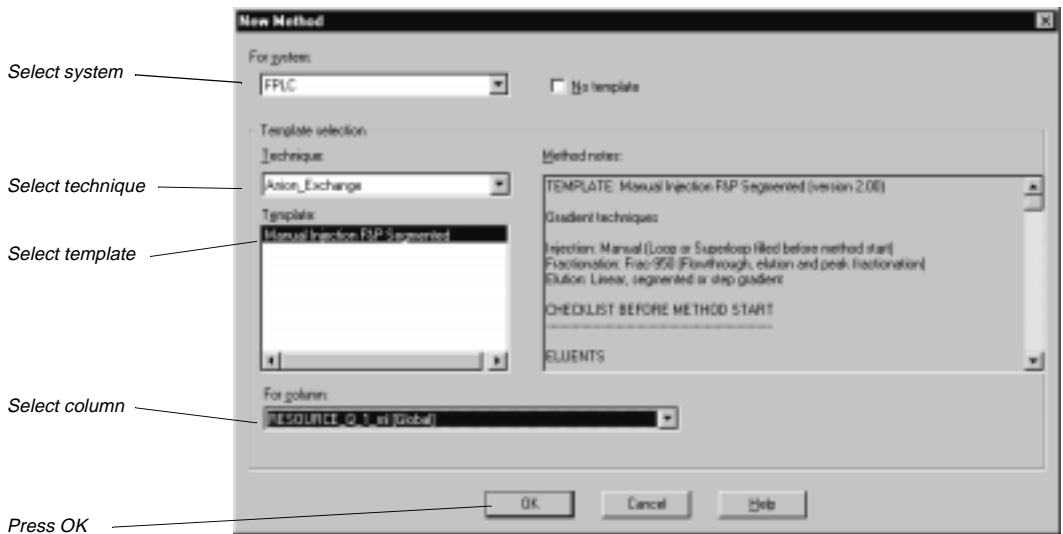 New Method
For system:
Select system
FPLC
No template
Template selection
Technique:
Method notes:
Select technique
Anion_Exchange
TEMPLATE: Manual Injection F&P Segmented (version 2.00)
Template:
Manual Injection F&P Segmented
Gradient techniques
Select template
Injection: Manual (Loop or Superloop filled before method start)
Fractionation: Frac-950 (Flowthrough, elution and peak fractionation)
Elution: Linear, segmented or step gradient
CHECKLIST BEFORE METHOD START
----------------------------------------
ELUENTS
For column:
Select column
RESOURCE_Q_1_ml (Global)
OK
Cancel
Help
Press OK